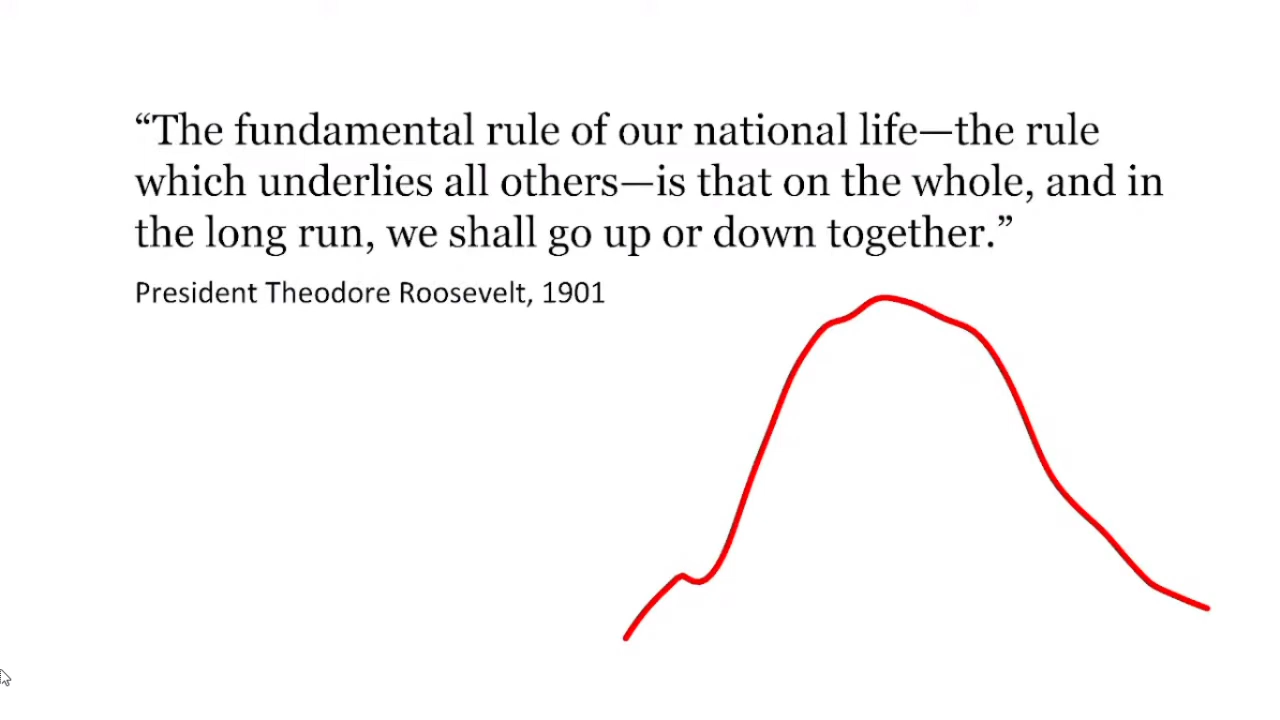 “The fundamental rule of our national life—the rule
which underlies all others—is that on the whole, and in
the long run, we shall go up or down together.”
President Theodore Roosevelt, 1901